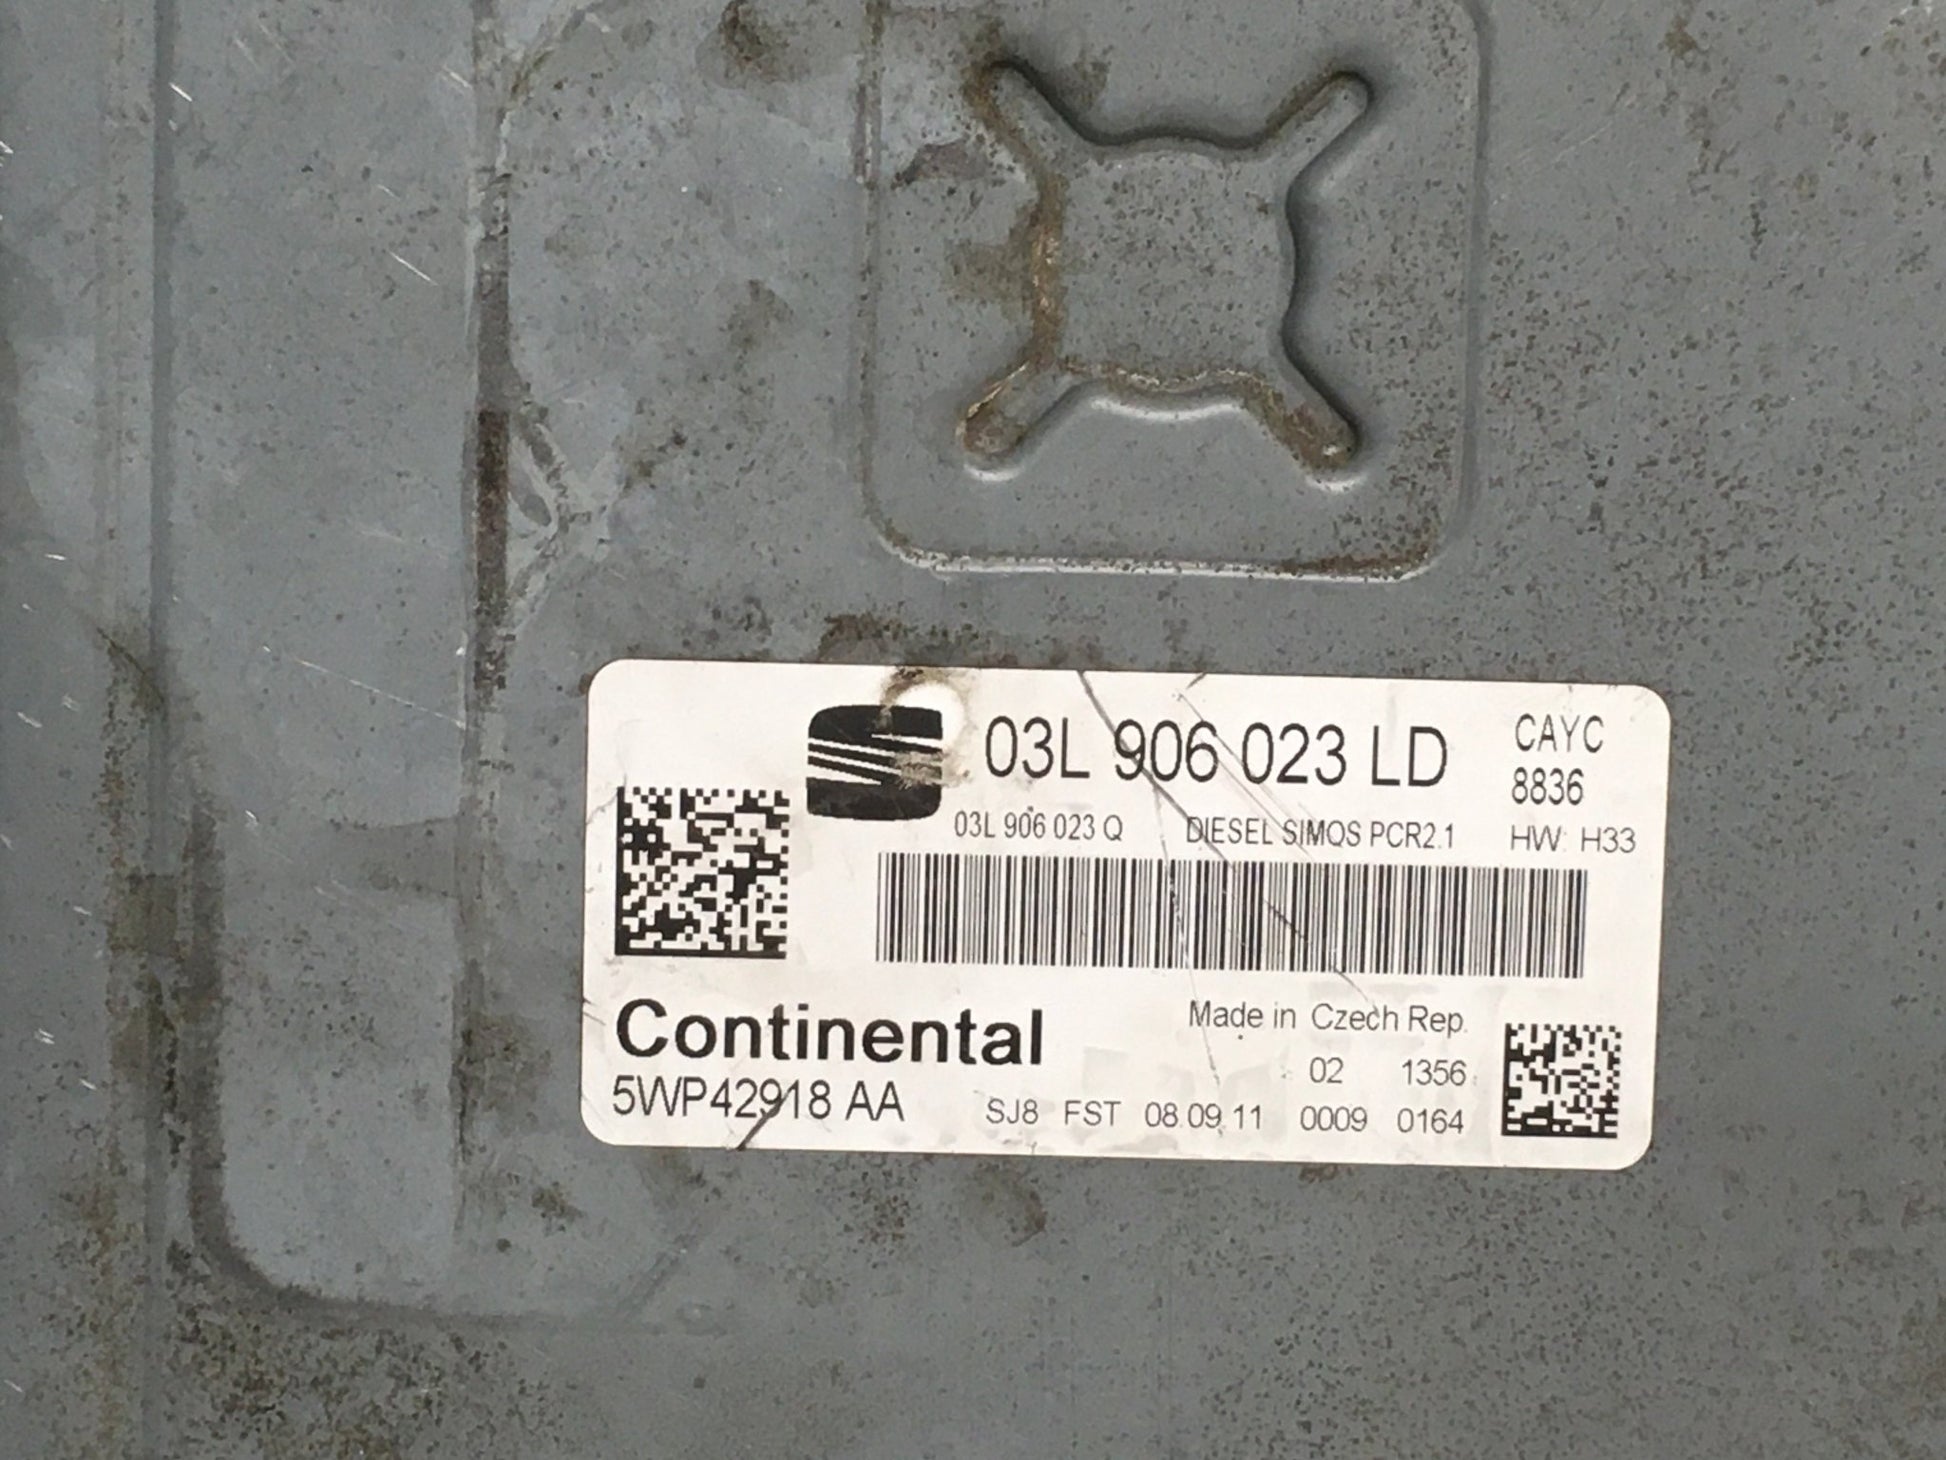 03L 906 023 LD
CAYC
8836
03L 906 023 Q DIESEL SIMOS PCR2.1 HW: H33
Continental
Made in Czech Rep.
02 1356
5WP42918 AA
SJ8 FST 08.09.11 0009 0164